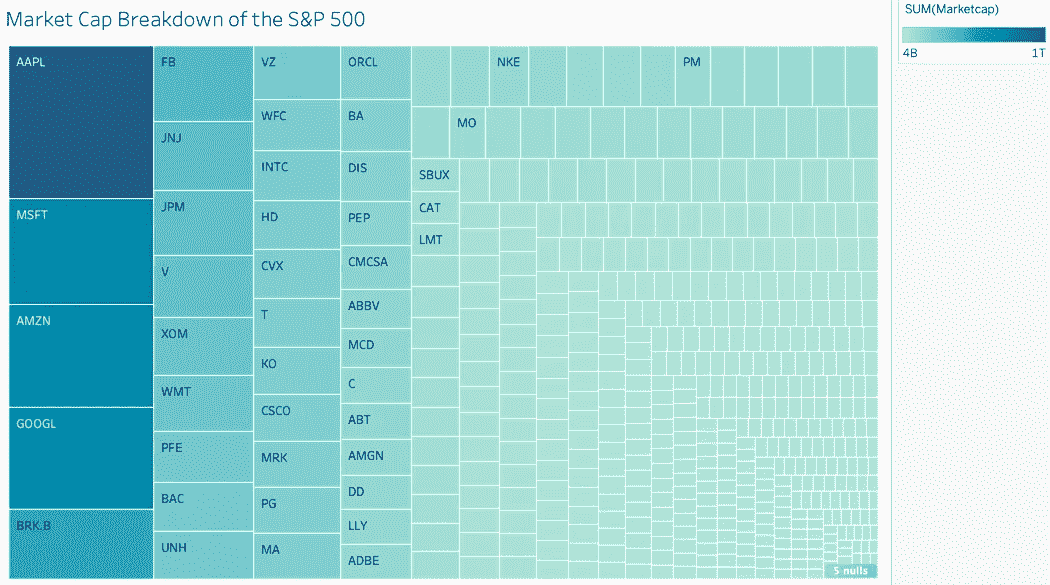 Market Cap Breakdown of the S&P 500
SUM(Marketcap)
4B 1T
AAPL
MSFT
AMZN
GOOGL
BRK.B
FB
JNJ
JPM
V
XOM
WMT
PFE
BAC
UNH
VZ
WFC
INTC
HD
CVX
T
KO
CSCO
MRK
PG
MA
ORCL
BA
DIS
PEP
CMCSA
ABBV
MCD
C
ABT
AMGN
DD
LLY
ADBE
NKE
PM
MO
SBUX
CAT
LMT
5 nulls